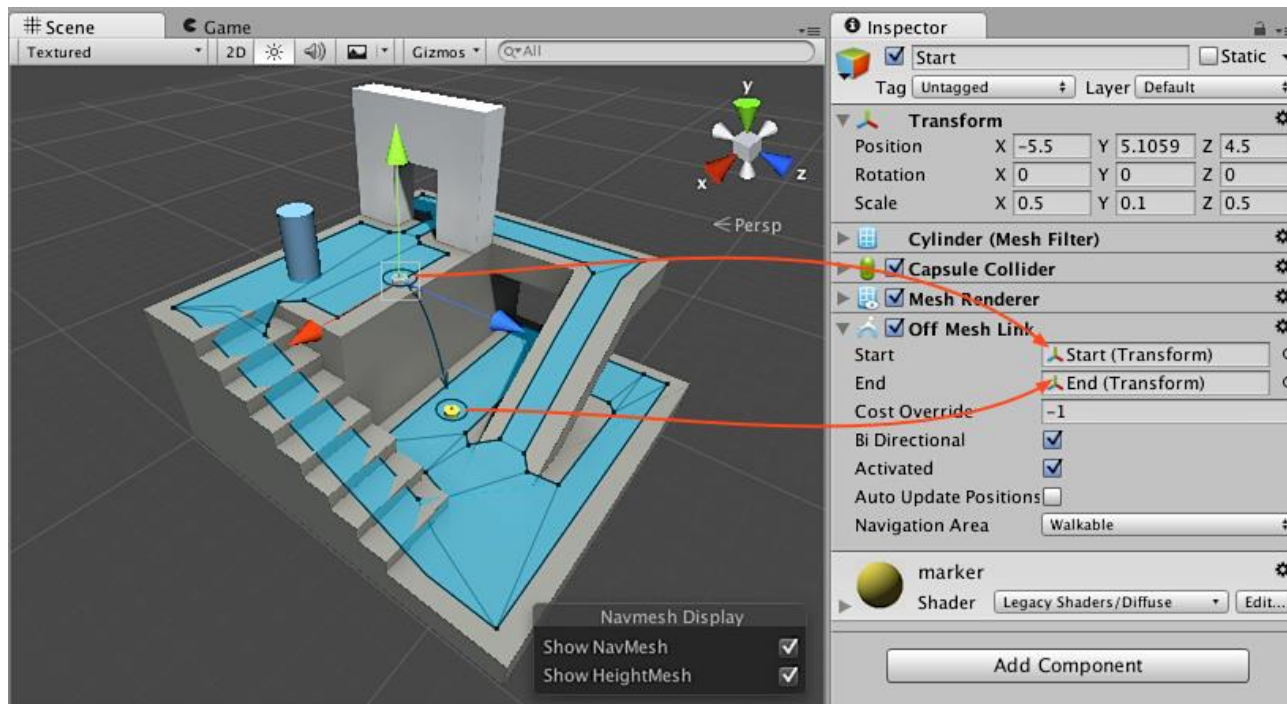 Scene Game
Textured 2D Gizmos All
y
x z
Persp
Navmesh Display
Show NavMesh
Show HeightMesh
Inspector
Start Static
Tag Untagged Layer Default
Transform
Position X -5.5 Y 5.1059 Z 4.5
Rotation X 0 Y 0 Z 0
Scale X 0.5 Y 0.1 Z 0.5
Cylinder (Mesh Filter)
Capsule Collider
Mesh Renderer
Off Mesh Link
Start Start (Transform)
End End (Transform)
Cost Override -1
Bi Directional
Activated
Auto Update Positions
Navigation Area Walkable
marker
Shader Legacy Shaders/Diffuse Edit...
Add Component